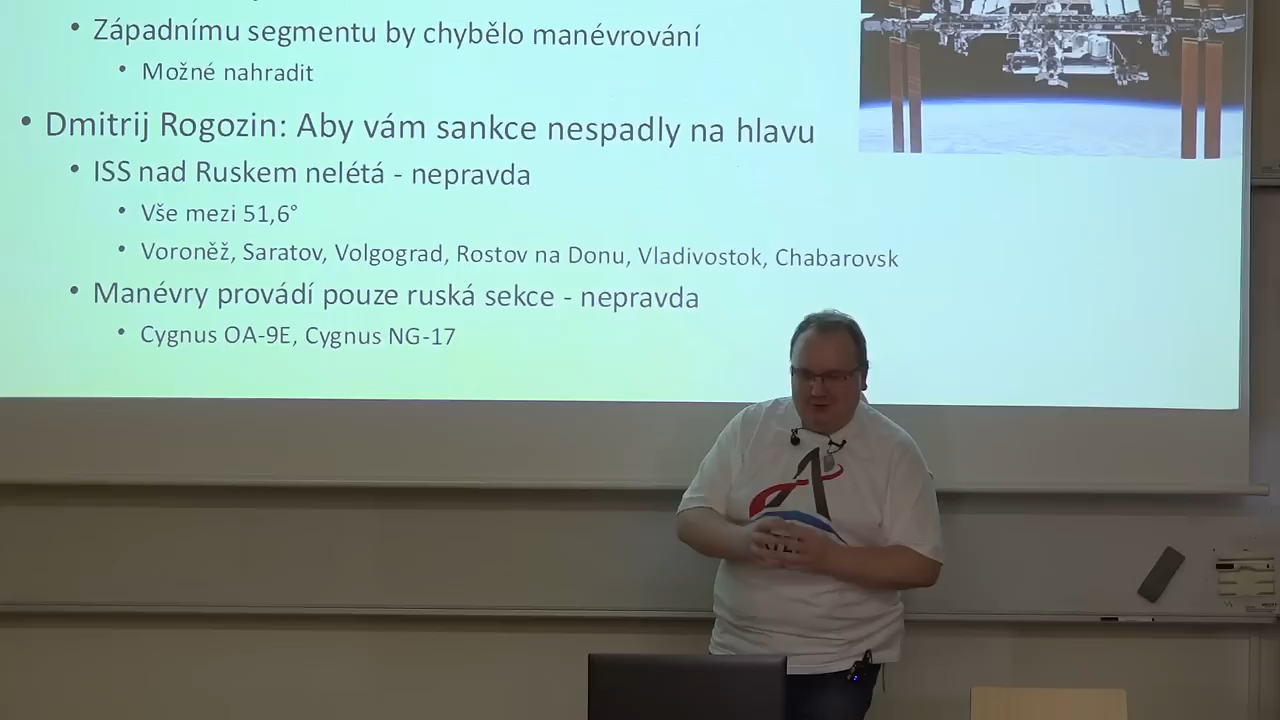 Západnímu segmentu by chybělo manévrování
Možné nahradit
Dmitrij Rogozin: Aby vám sankce nespadly na hlavu
ISS nad Ruskem nelétá - nepravda
Vše mezi 51,6°
Voroněž, Saratov, Volgograd, Rostov na Donu, Vladivostok, Chabarovsk
Manévry provádí pouze ruská sekce - nepravda
Cygnus OA-9E, Cygnus NG-17